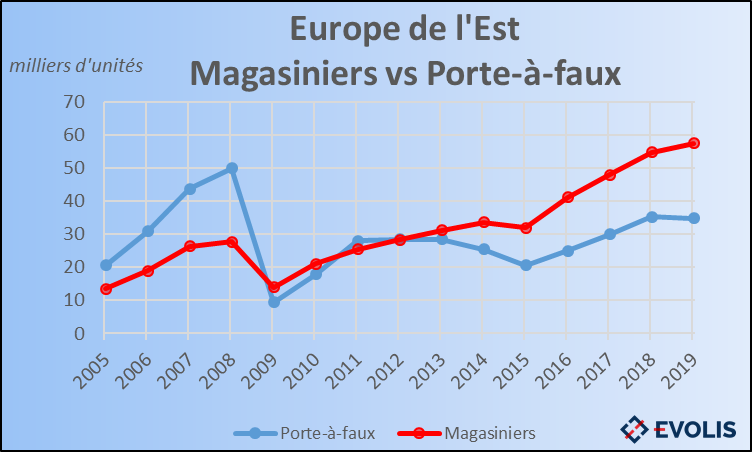 Europe de l'Est
Magasiniers vs Porte-à-faux
milliers d'unités
70
60
50
40
30
20
10
0
2005 2006 2007 2008 2009 2010 2011 2012 2013 2014 2015 2016 2017 2018 2019
Porte-à-faux Magasiniers
EVOLIS